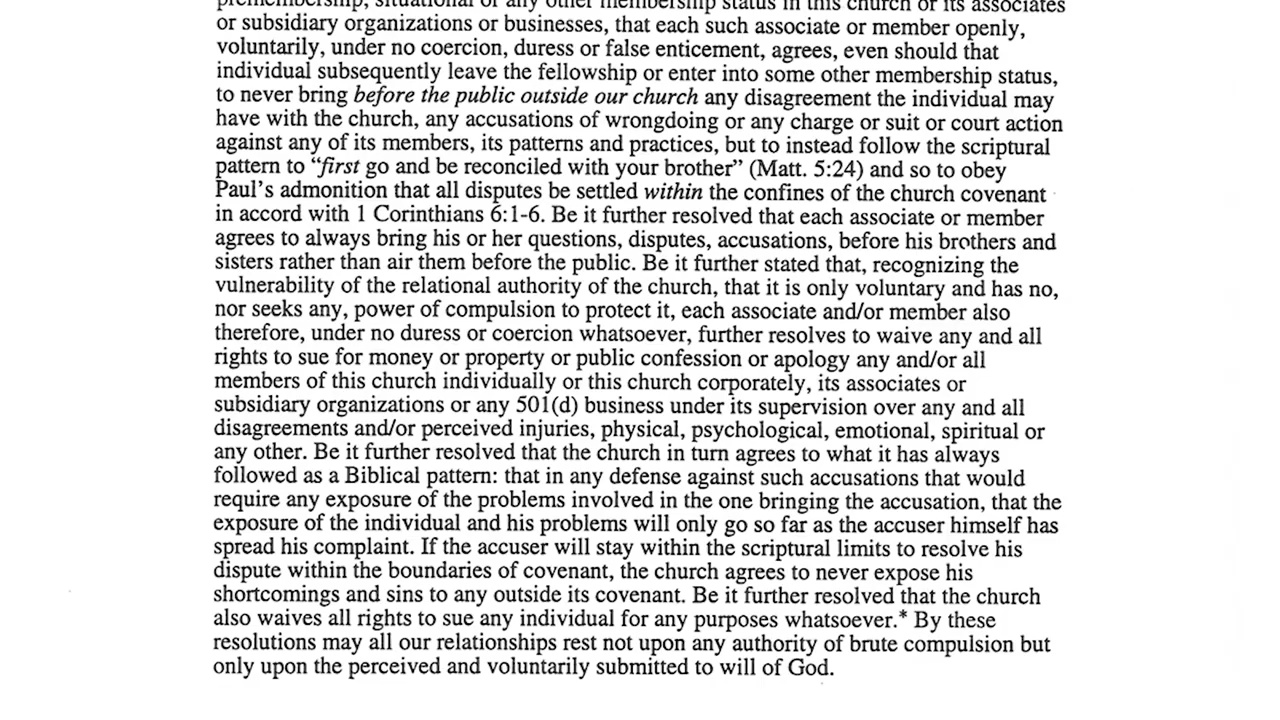 premembership, situational or any other membership status in this church or its associates
or subsidiary organizations or businesses, that each such associate or member openly,
voluntarily, under no coercion, duress or false enticement, agrees, even should that
individual subsequently leave the fellowship or enter into some other membership status,
to never bring before the public outside our church any disagreement the individual may
have with the church, any accusations of wrongdoing or any charge or suit or court action
against any of its members, its patterns and practices, but to instead follow the scriptural
pattern to “first go and be reconciled with your brother” (Matt. 5:24) and so to obey
Paul’s admonition that all disputes be settled within the confines of the church covenant
in accord with 1 Corinthians 6:1-6. Be it further resolved that each associate or member
agrees to always bring his or her questions, disputes, accusations, before his brothers and
sisters rather than air them before the public. Be it further stated that, recognizing the
vulnerability of the relational authority of the church, that it is only voluntary and has no,
nor seeks any, power of compulsion to protect it, each associate and/or member also
therefore, under no duress or coercion whatsoever, further resolves to waive any and all
rights to sue for money or property or public confession or apology any and/or all
members of this church individually or this church corporately, its associates or
subsidiary organizations or any 501(d) business under its supervision over any and all
disagreements and/or perceived injuries, physical, psychological, emotional, spiritual or
any other. Be it further resolved that the church in turn agrees to what it has always
followed as a Biblical pattern: that in any defense against such accusations that would
require any exposure of the problems involved in the one bringing the accusation, that the
exposure of the individual and his problems will only go so far as the accuser himself has
spread his complaint. If the accuser will stay within the scriptural limits to resolve his
dispute within the boundaries of covenant, the church agrees to never expose his
shortcomings and sins to any outside its covenant. Be it further resolved that the church
also waives all rights to sue any individual for any purposes whatsoever.* By these
resolutions may all our relationships rest not upon any authority of brute compulsion but
only upon the perceived and voluntarily submitted to will of God.